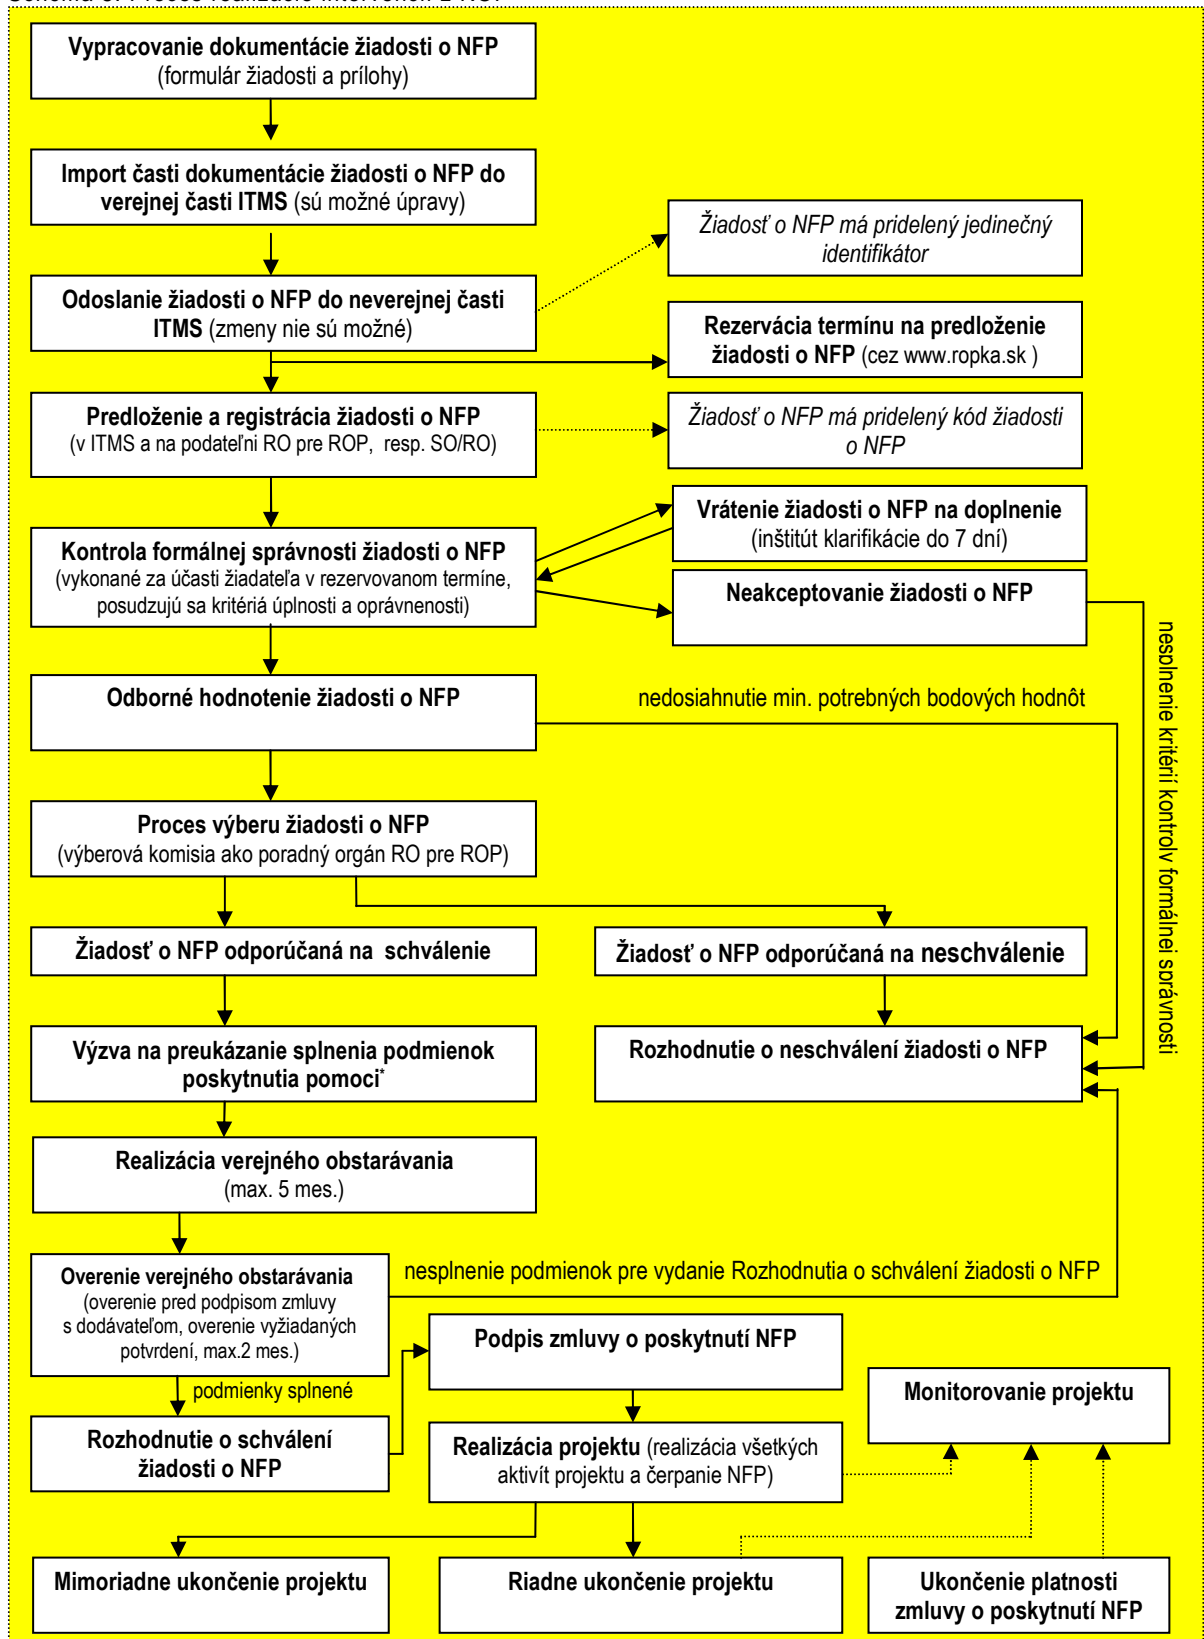 Vypracovanie dokumentácie žiadosti o NFP
(formulár žiadosti a prílohy)
Import časti dokumentácie žiadosti o NFP do
verejnej časti ITMS (sú možné úpravy)
Žiadosť o NFP má pridelený jedinečný
identifikátor
Odoslanie žiadosti o NFP do neverejnej časti
ITMS (zmeny nie sú možné)
Rezervácia termínu na predloženie
žiadosti o NFP (cez www.ropka.sk )
Predloženie a registrácia žiadosti o NFP
(v ITMS a na podateľni RO pre ROP, resp. SO/RO)
Žiadosť o NFP má pridelený kód žiadosti
o NFP
Vrátenie žiadosti o NFP na doplnenie
(inštitút klarifikácie do 7 dní)
Kontrola formálnej správnosti žiadosti o NFP
(vykonané za účasti žiadateľa v rezervovanom termíne,
posudzujú sa kritériá úplnosti a oprávnenosti)
Neakceptovanie žiadosti o NFP
nesplnenie kritérií kontroly formálnej správnosti
Odborné hodnotenie žiadosti o NFP
nedosiahnutie min. potrebných bodových hodnôt
Proces výberu žiadosti o NFP
(výberová komisia ako poradný orgán RO pre ROP)
Žiadosť o NFP odporúčaná na schválenie
Žiadosť o NFP odporúčaná na neschválenie
Výzva na preukázanie splnenia podmienok
poskytnutia pomoci*
Rozhodnutie o neschválení žiadosti o NFP
Realizácia verejného obstarávania
(max. 5 mes.)
Overenie verejného obstarávania
(overenie pred podpisom zmluvy
s dodávateľom, overenie vyžiadaných
potvrdení, max.2 mes.)
nesplnenie podmienok pre vydanie Rozhodnutia o schválení žiadosti o NFP
Podpis zmluvy o poskytnutí NFP
podmienky splnené
Monitorovanie projektu
Rozhodnutie o schválení
žiadosti o NFP
Realizácia projektu (realizácia všetkých
aktivít projektu a čerpanie NFP)
Mimoriadne ukončenie projektu
Riadne ukončenie projektu
Ukončenie platnosti
zmluvy o poskytnutí NFP